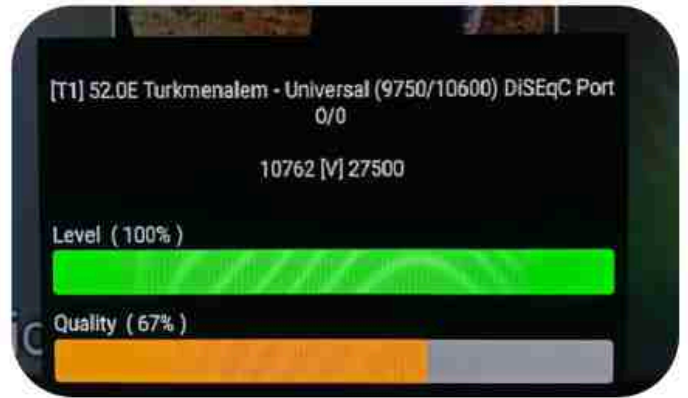 [T1] 52.0E Turkmenalem - Universal (9750/10600) DiSEqC Port
0/0
10762 [V] 27500
Level ( 100% )
Quality ( 67% )